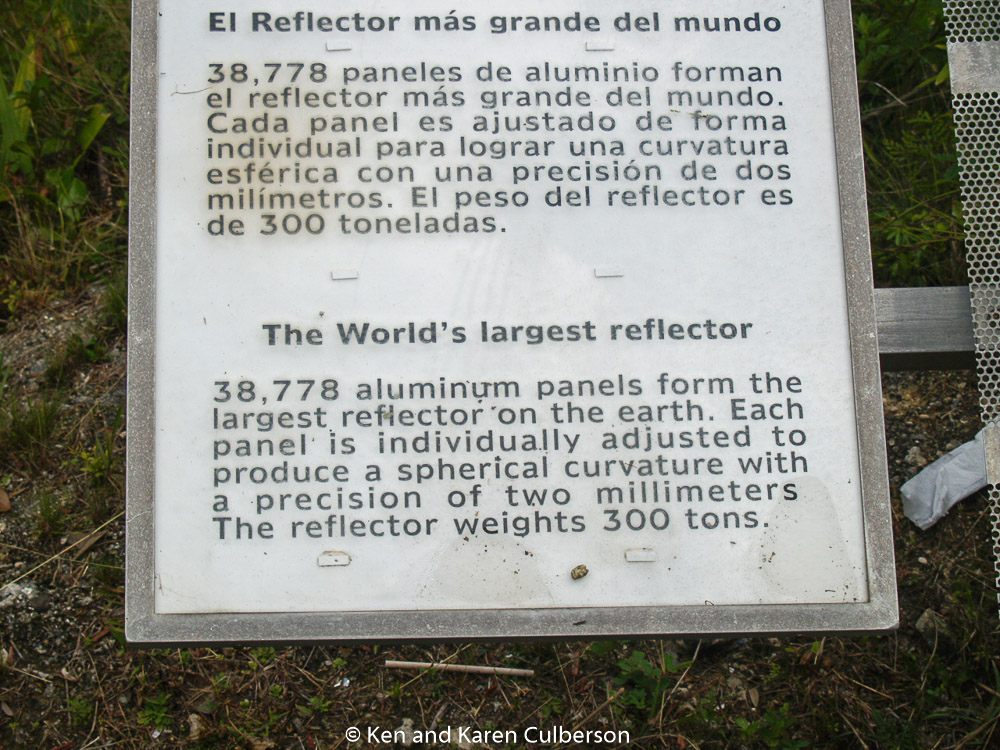 El Reflector más grande del mundo
38,778 paneles de aluminio forman
el reflector más grande del mundo.
Cada panel es ajustado de forma
individual para lograr una curvatura
esférica con una precisión de dos
milímetros. El peso del reflector es
de 300 toneladas.
The World's largest reflector
38,778 aluminum panels form the
largest reflector on the earth. Each
panel is individually adjusted to
produce a spherical curvature with
a precision of two millimeters
The reflector weights 300 tons.
© Ken and Karen Culberson